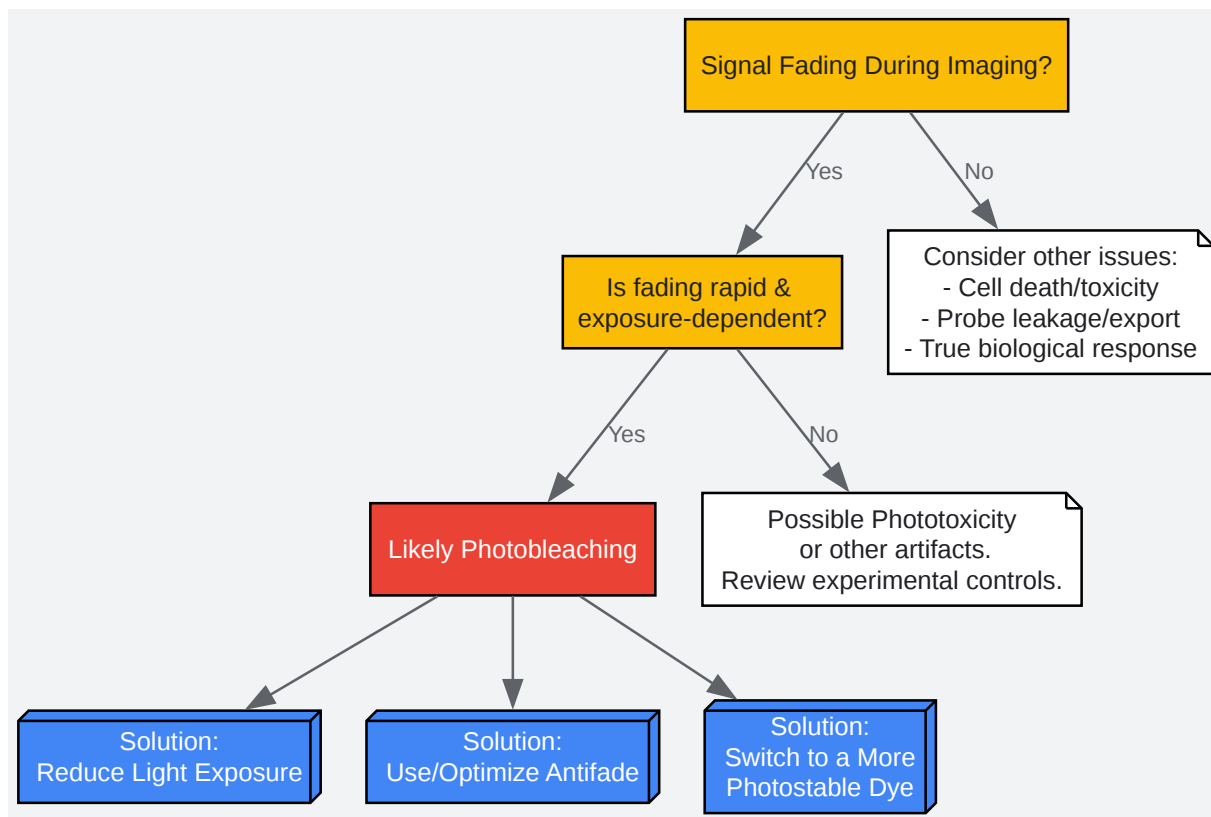 Signal Fading During Imaging?
Yes
No
Is fading rapid &
exposure-dependent?
Consider other issues:
- Cell death/toxicity
- Probe leakage/export
- True biological response
Yes
No
Likely Photobleaching
Possible Phototoxicity
or other artifacts.
Review experimental controls.
Solution:
Reduce Light Exposure
Solution:
Use/Optimize Antifade
Solution:
Switch to a More
Photostable Dye